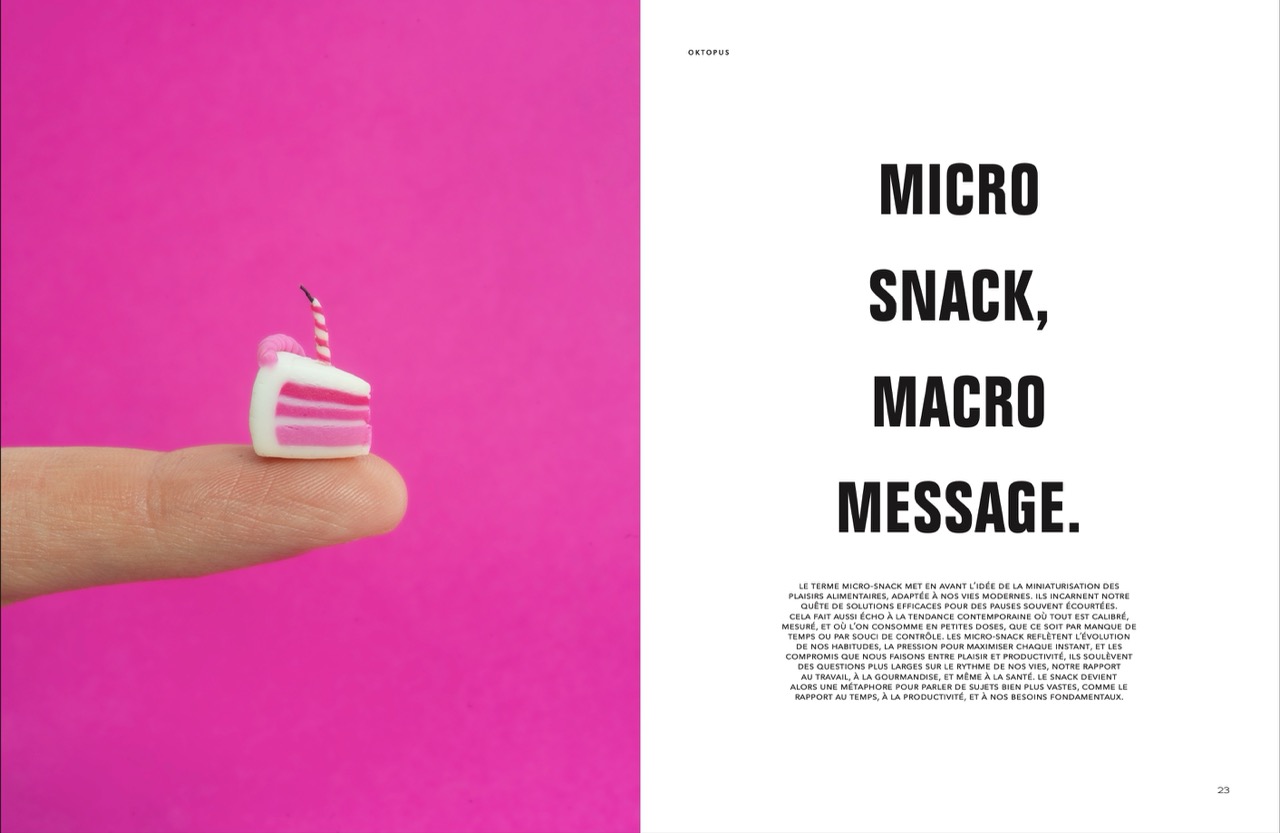 OKTOPUS
MICRO
SNACK,
MACRO
MESSAGE.
LE TERME MICRO-SNACK MET EN AVANT L'IDÉE DE LA MINIATURISATION DES
PLAISIRS ALIMENTAIRES, ADAPTÉE À NOS VIES MODERNES. ILS INCARNENT NOTRE
QUÊTE DE SOLUTIONS EFFICACES POUR DES PAUSES SOUVENT ÉCOURTÉES.
CELA FAIT AUSSI ÉCHO À LA TENDANCE CONTEMPORAINE OÙ TOUT EST CALIBRÉ,
MESURÉ, ET OÙ L'ON CONSOMME EN PETITES DOSES, QUE CE SOIT PAR MANQUE DE
TEMPS OU PAR SOUCI DE CONTRÔLE. LES MICRO-SNACK REFLÈTENT L'ÉVOLUTION
DE NOS HABITUDES, LA PRESSION POUR MAXIMISER CHAQUE INSTANT, ET LES
COMPROMIS QUE NOUS FAISONS ENTRE PLAISIR ET PRODUCTIVITÉ, ILS SOULÈVENT
DES QUESTIONS PLUS LARGES SUR LE RYTHME DE NOS VIES, NOTRE RAPPORT
AU TRAVAIL, À LA GOURMANDISE, ET MÊME À LA SANTÉ. LE SNACK DEVIENT
ALORS UNE MÉTAPHORE POUR PARLER DE SUJETS BIEN PLUS VASTES, COMME LE
RAPPORT AU TEMPS, À LA PRODUCTIVITÉ, ET À NOS BESOINS FONDAMENTAUX.
23